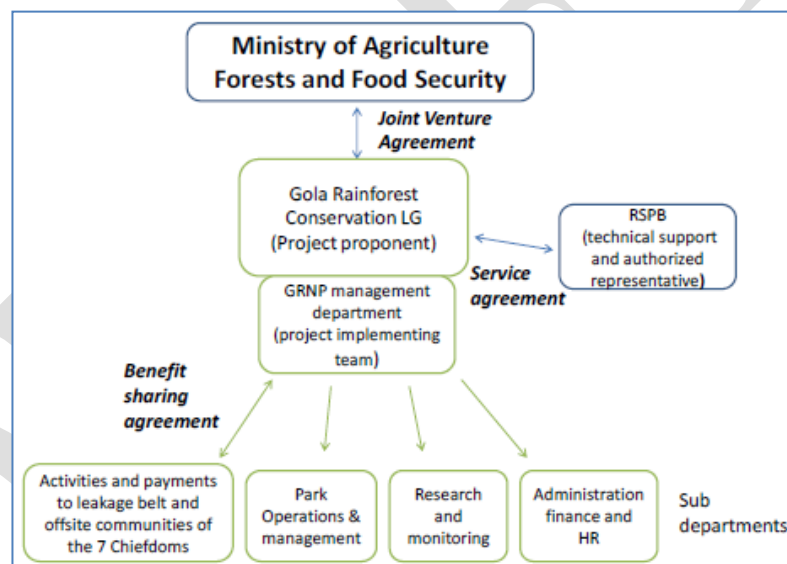 Ministry of Agriculture
Forests and Food Security
Joint Venture
Agreement
Gola Rainforest
Conservation LG
(Project proponent)
RSPB
(technical support
and authorized
representative)
Service
agreement
GRNP management
department
(project implementing
team)
Benefit
sharing
agreement
Activities and payments
to leakage belt and
offsite communities of
the 7 Chiefdoms
Park
Operations &
management
Research
and
monitoring
Administration
finance and
HR
Sub
departments